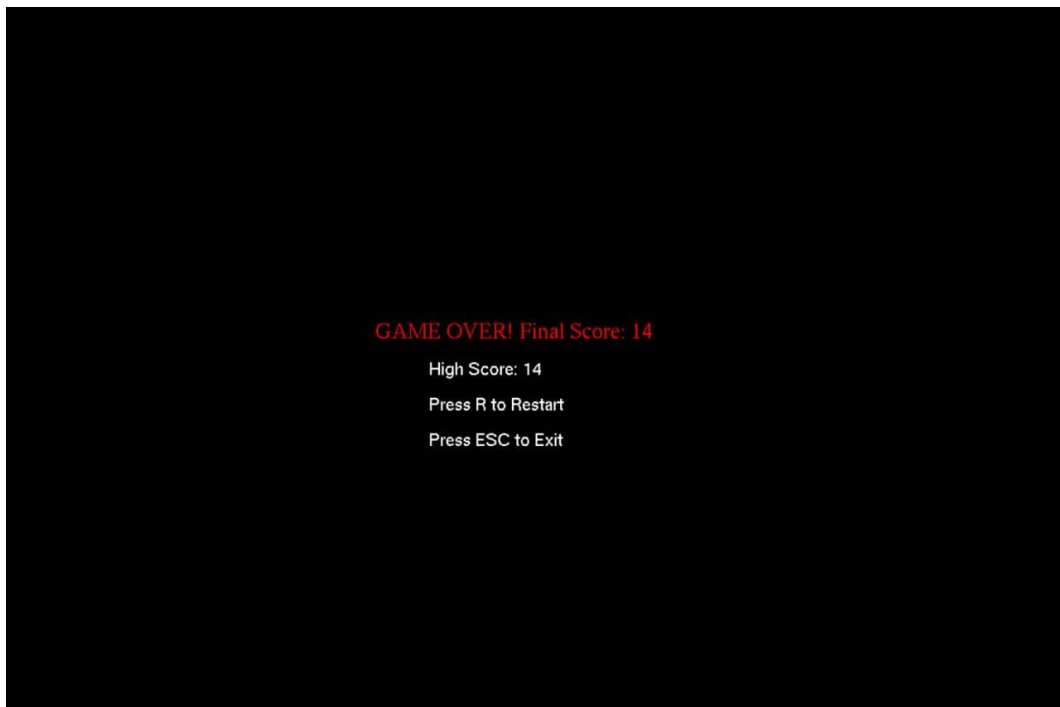 GAME OVER! Final Score: 14
High Score: 14
Press R to Restart
Press ESC to Exit